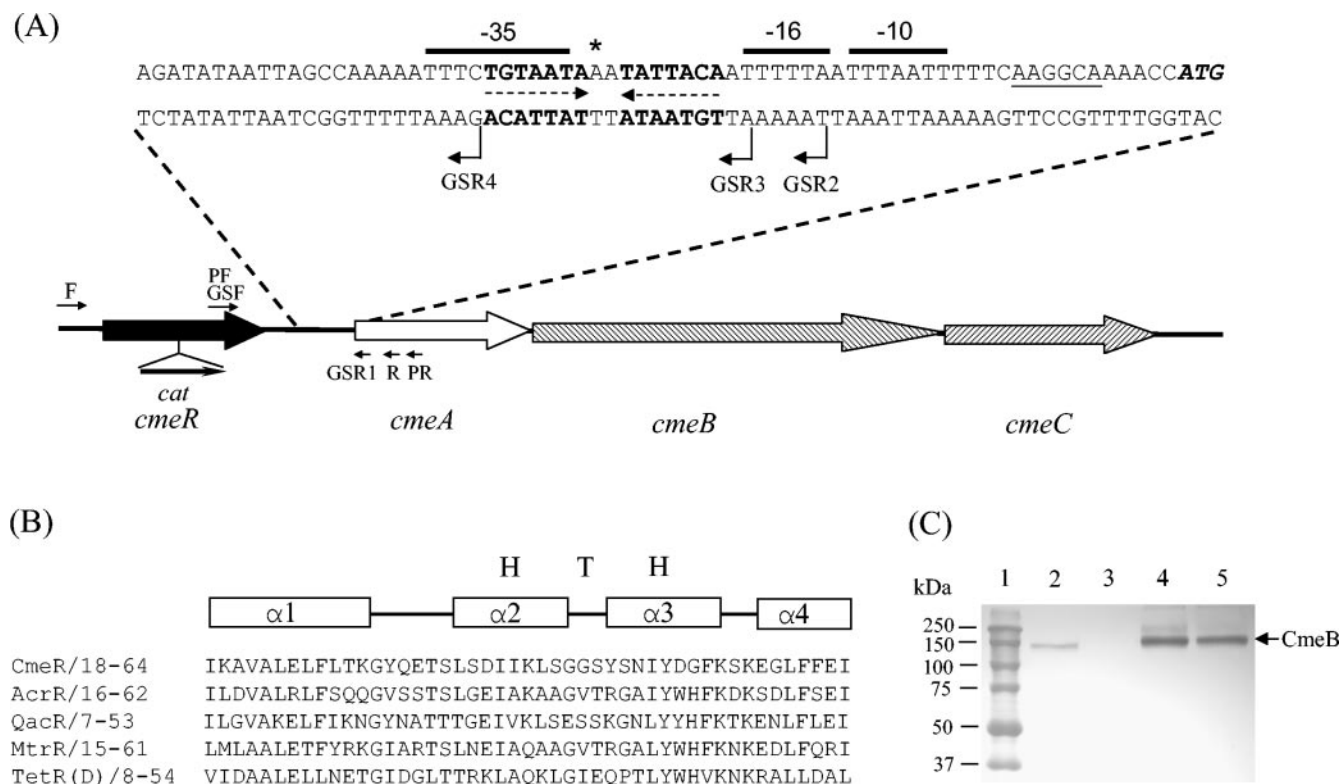 (A)
-35 * -16 -10
AGATATAATTAGCCAAAAATTTCTGTAATAAATATTACAATTTTTAATTTAATTTTTCAAGGCAAAACCATG
TCTATATTAATCGGTTTTTAAAGACATTATTTATAATGTTAAAAATTAAATTAAAAAGTTCCGTTTTGGTAC
GSR4 GSR3 GSR2
F PF GSF
GSR1 R PR
cat
cmeR cmeA cmeB cmeC
(B)
H T H
α1 α2 α3 α4
CmeR/18-64 IKAVALELFLTKGYQETSLSDIIKLSGGSYSNIYDGFKSKEGLFFEI
AcrR/16-62 ILDVALRLFSQQGVSSTSLGEIAKAAGVTRGAIYWHFKDKSDLFSEI
QacR/7-53 ILGVAKELFIKNGYNATTTGEIVKLSESSKGNLYYHFKTKENLFLEI
MtrR/15-61 LMLAALETFYRKGIARTSLNEIAQAAGVTRGALYWHFKNKEDLFQRI
TetR(D)/8-54 VIDAALELLNETGIDGLTTRKLAQKLGIEQPTLYWHVKNKRALLDAL
(C)
kDa 1 2 3 4 5
250
150
100
75
50
37
CmeB